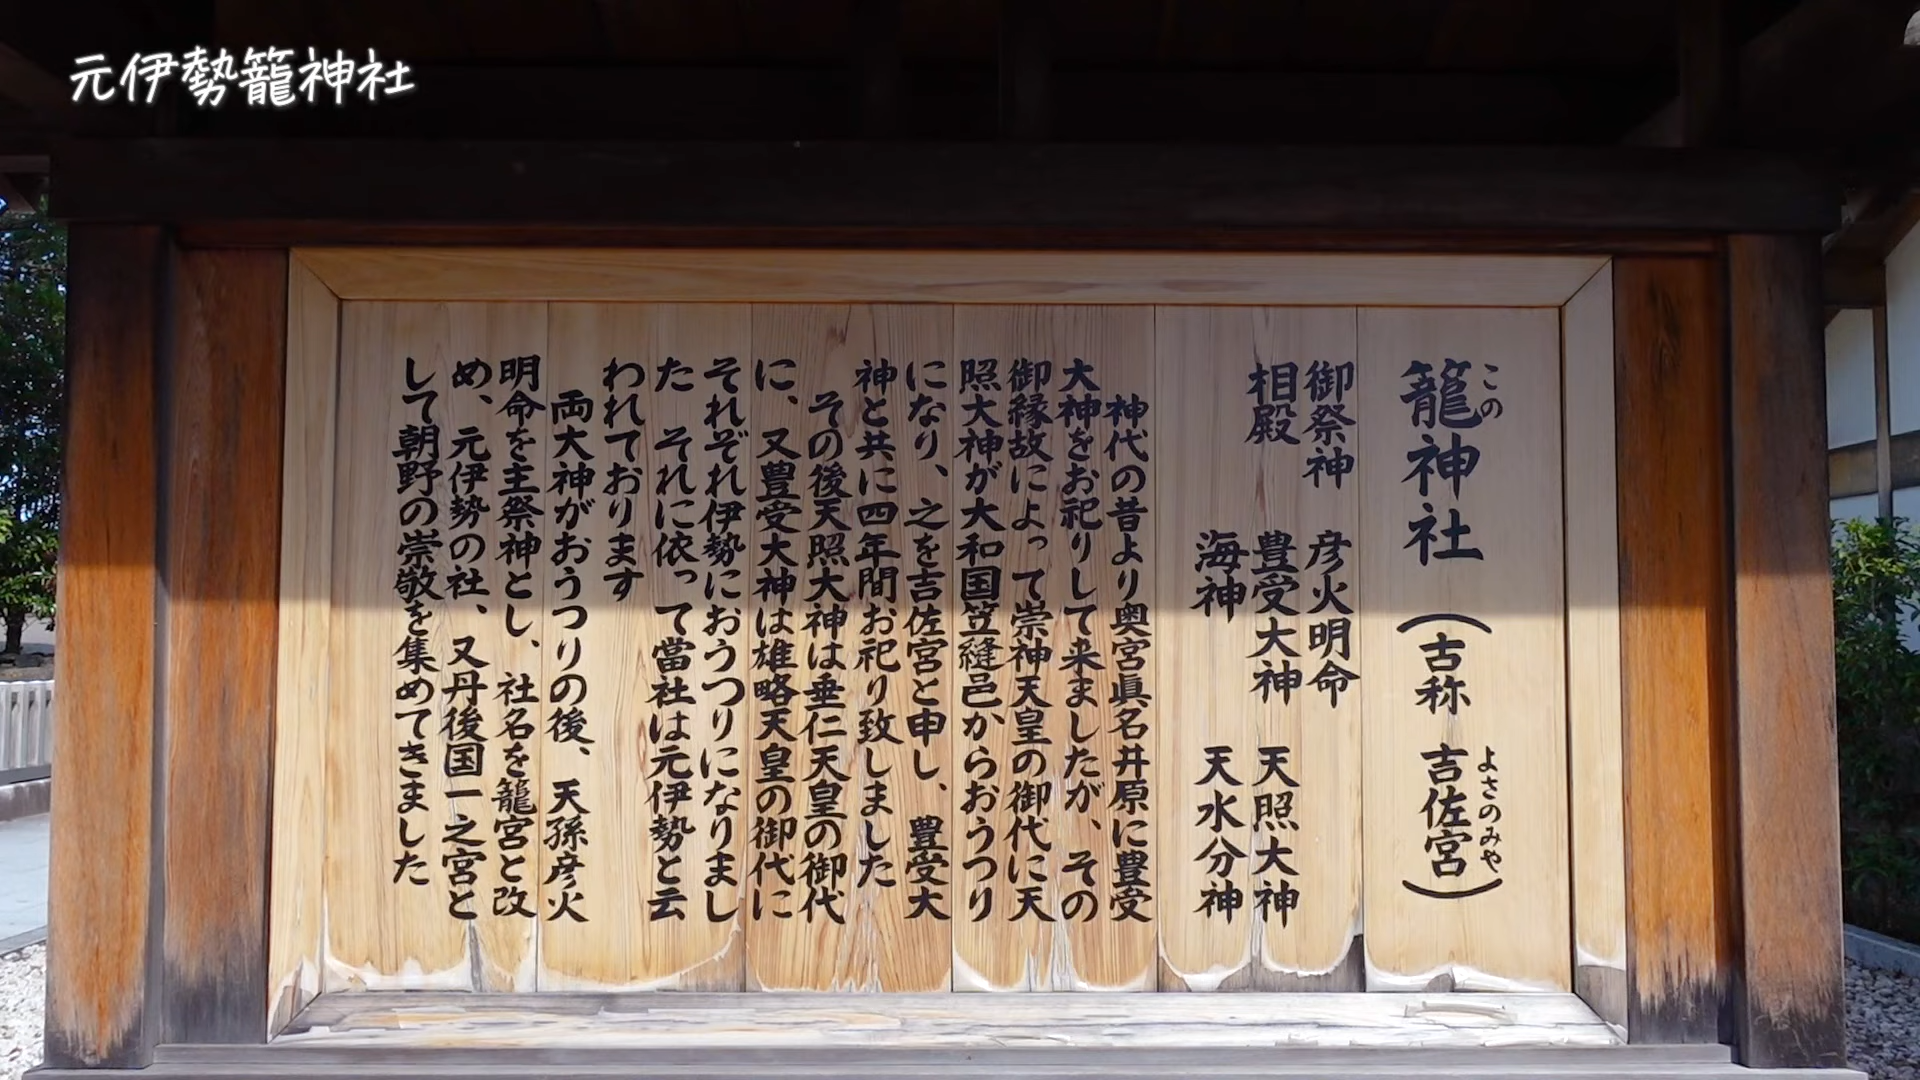 元伊勢籠神社
籠神社（古称 吉佐宮）
この
よさのみや
御祭神 彦火明命
相殿 豊受大神 天照大神
海神 天水分神
神代の昔より奥宮眞名井原に豊受
大神をお祀りして来ましたが、その
御縁故によって崇神天皇の御代に天
照大神が大和国笠縫邑からおうつり
になり、之を吉佐宮と申し、豊受大
神と共に四年間お祀り致しました
その後天照大神は垂仁天皇の御代
に、又豊受大神は雄略天皇の御代に
それぞれ伊勢におうつりになりまし
た それに依って當社は元伊勢と云
われております
両大神がおうつりの後、天孫彦火
明命を主祭神とし、社名を籠宮と改
め、元伊勢の社、又丹後国一之宮と
して朝野の崇敬を集めてきました